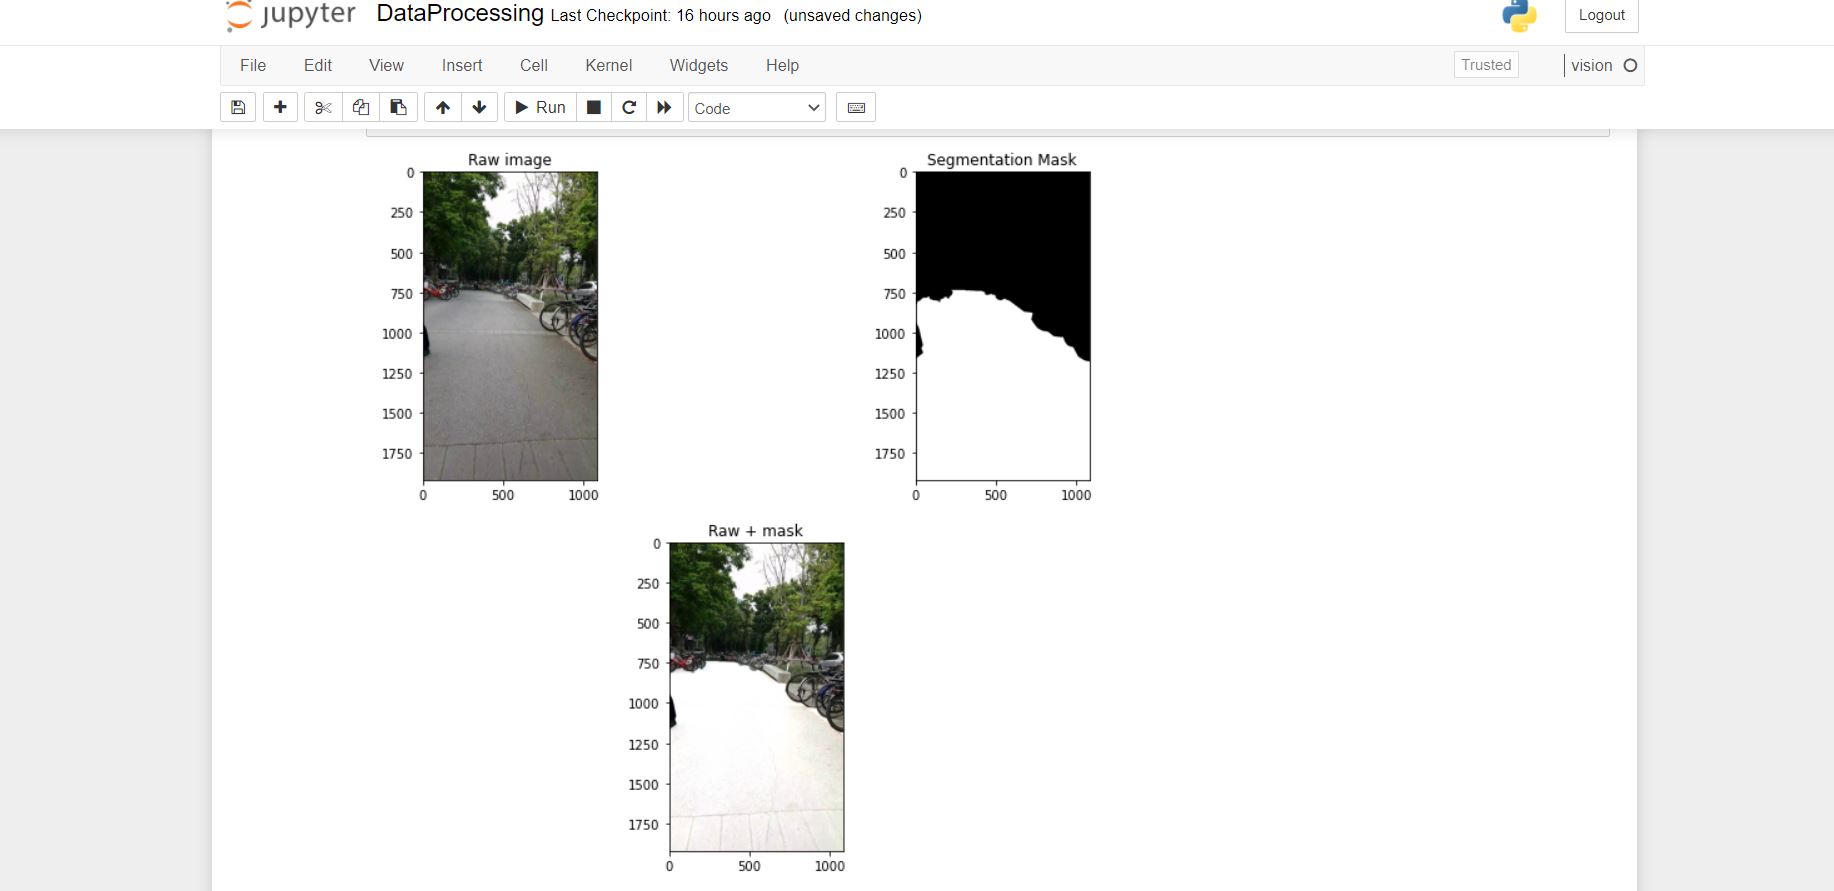 jupyter DataProcessing Last Checkpoint: 16 hours ago (unsaved changes) Logout
File Edit View Insert Cell Kernel Widgets Help Trusted vision
Run Code
Raw image
0
250
500
750
1000
1250
1500
1750
0 500 1000
Segmentation Mask
0
250
500
750
1000
1250
1500
1750
0 500 1000
Raw + mask
0
250
500
750
1000
1250
1500
1750
0 500 1000